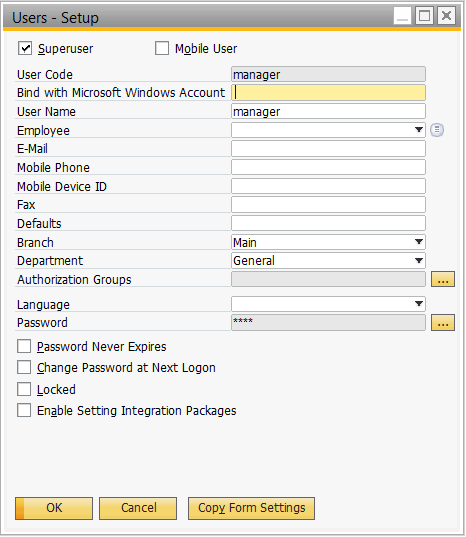 Users - Setup
Superuser Mobile User
User Code manager
Bind with Microsoft Windows Account
User Name manager
Employee
E-Mail
Mobile Phone
Mobile Device ID
Fax
Defaults
Branch Main
Department General
Authorization Groups ...
Language
Password **** ...
Password Never Expires
Change Password at Next Logon
Locked
Enable Setting Integration Packages
OK Cancel Copy Form Settings